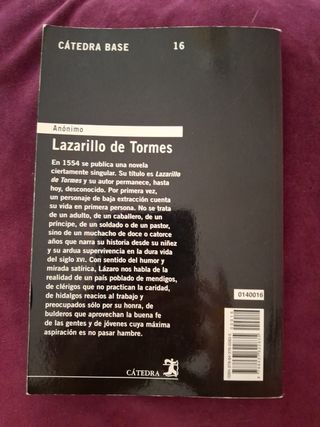 CÁTEDRA BASE 16
Anónimo
Lazarillo de Tormes
En 1554 se publica una novela
ciertamente singular. Su título es Lazarillo
de Tormes y su autor permanece, hasta
hoy, desconocido. Por primera vez,
un personaje de baja extracción cuenta
su vida en primera persona. No se trata
de un adulto, de un caballero, de un
príncipe, de un soldado o de un pastor,
sino de un muchacho de doce o catorce
años que narra su historia desde su niñez
y su ardua supervivencia en la dura vida
del siglo XVI. Con sentido del humor y
mirada satírica, Lázaro nos habla de la
realidad de un país poblado de mendigos,
de clérigos que no practican la caridad,
de hidalgos reacios al trabajo y
preocupados sólo por su honra, de
bulderos que aprovechan la buena fe
de las gentes y de jóvenes cuya máxima
aspiración es no pasar hambre.
0140016
CÁTEDRA